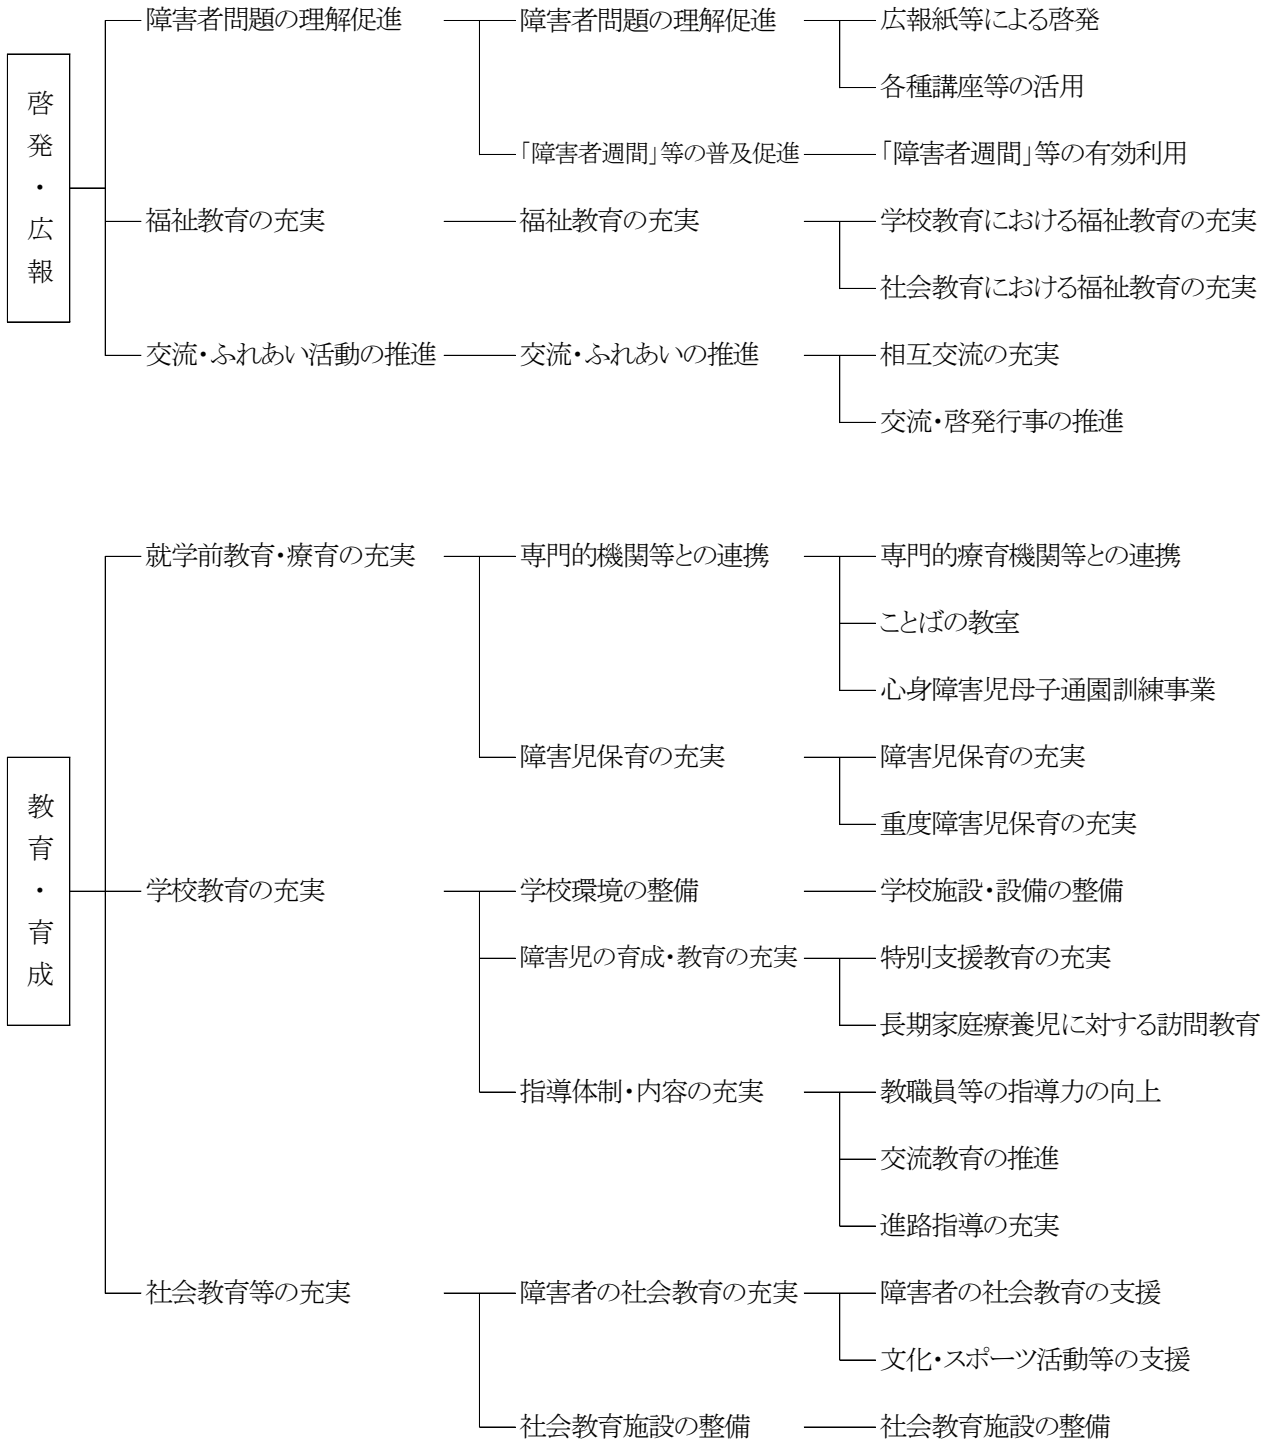 啓発・広報
障害者問題の理解促進
障害者問題の理解促進
広報紙等による啓発
各種講座等の活用
「障害者週間」等の普及促進
「障害者週間」等の有効利用
福祉教育の充実
福祉教育の充実
学校教育における福祉教育の充実
社会教育における福祉教育の充実
交流・ふれあい活動の推進
交流・ふれあいの推進
相互交流の充実
交流・啓発行事の推進
教育・育成
就学前教育・療育の充実
専門的機関等との連携
専門的療育機関等との連携
ことばの教室
心身障害児母子通園訓練事業
障害児保育の充実
障害児保育の充実
重度障害児保育の充実
学校教育の充実
学校環境の整備
学校施設・設備の整備
障害児の育成・教育の充実
特別支援教育の充実
長期家庭療養児に対する訪問教育
指導体制・内容の充実
教職員等の指導力の向上
交流教育の推進
進路指導の充実
社会教育等の充実
障害者の社会教育の充実
障害者の社会教育の支援
文化・スポーツ活動等の支援
社会教育施設の整備
社会教育施設の整備